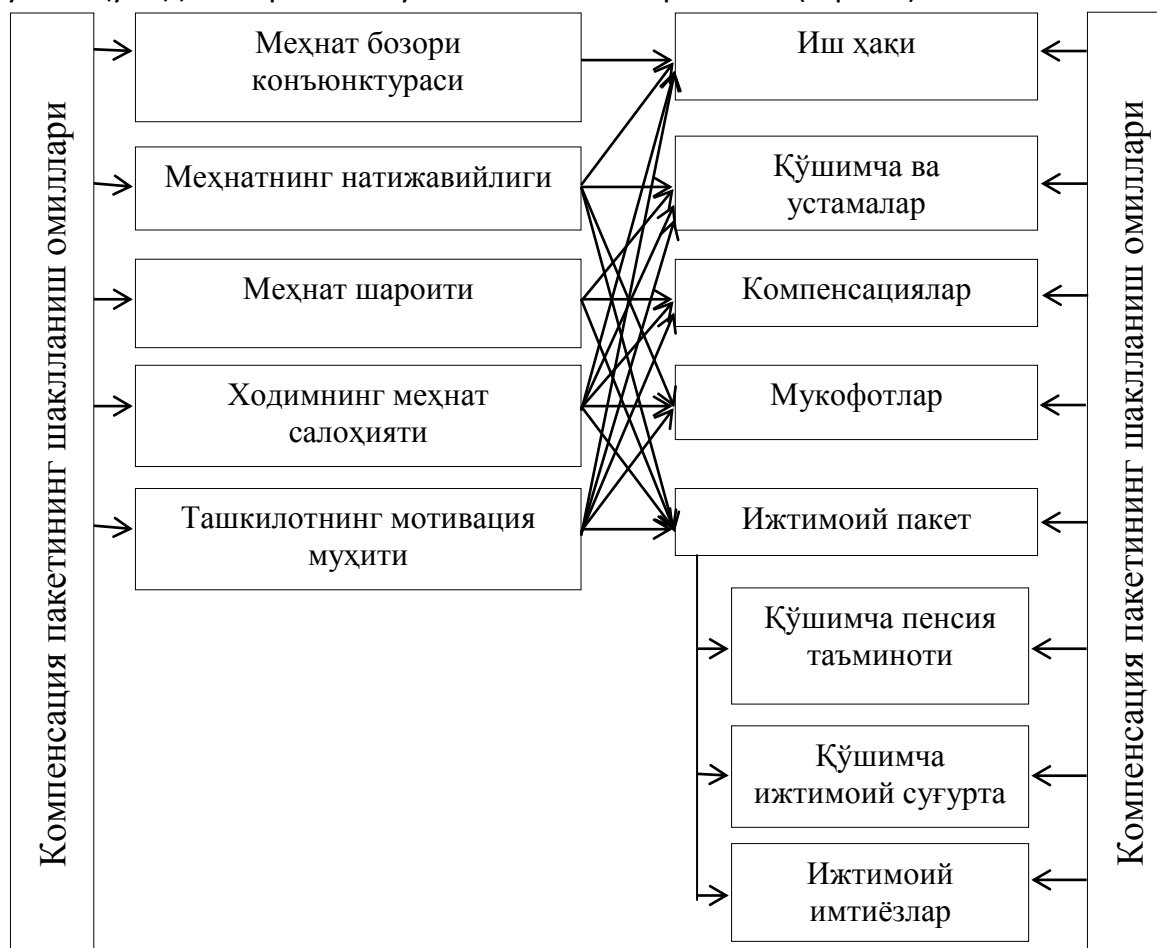 Компенсация пакетининг шаклланиш омиллари
Меҳнат бозори
конъюнктураси
Меҳнатнинг натижавийлиги
Меҳнат шароити
Ходимнинг меҳнат
салоҳияти
Ташкилотнинг мотивация
муҳити
Иш ҳақи
Қўшимча ва
устамалар
Компенсациялар
Мукофотлар
Ижтимоий пакет
Қўшимча пенсия
таъминоти
Қўшимча
ижтимоий суғурта
Ижтимоий
имтиёзлар
Компенсация пакетининг шаклланиш омиллари